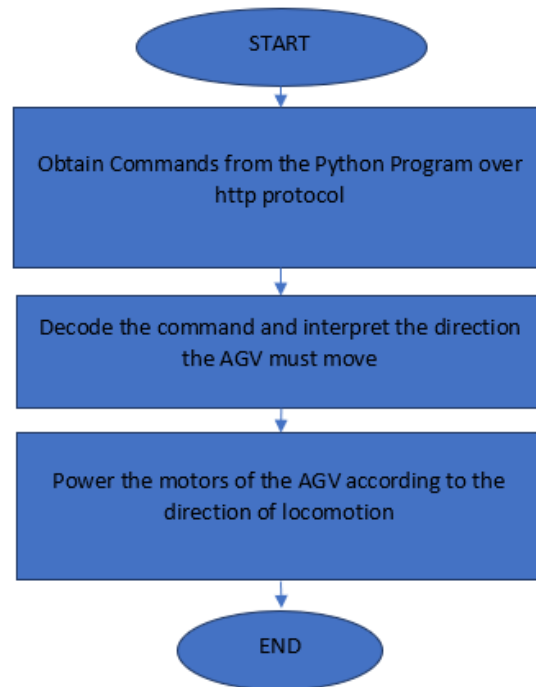 START
Obtain Commands from the Python Program over
http protocol
Decode the command and interpret the direction
the AGV must move
Power the motors of the AGV according to the
direction of locomotion
END